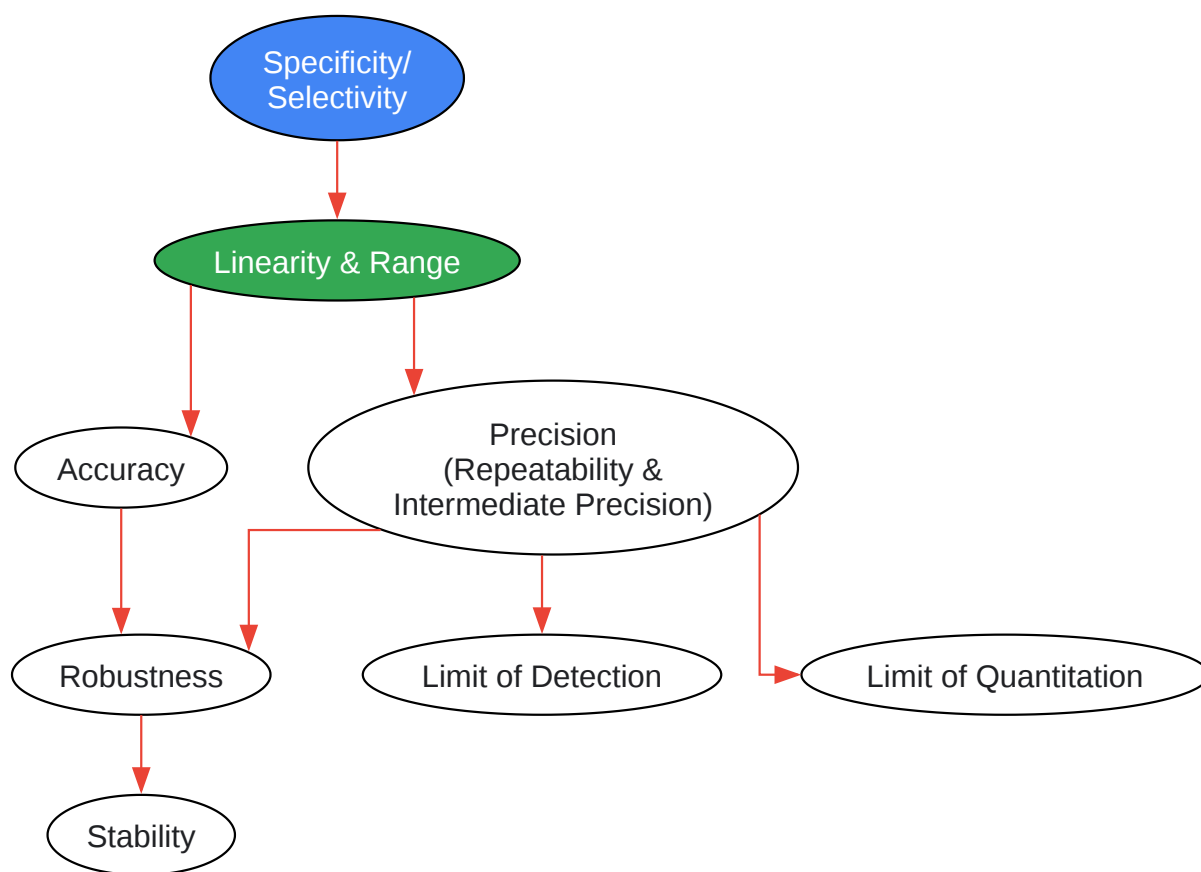 Specificity/
Selectivity
Linearity & Range
Accuracy
Precision
(Repeatability &
Intermediate Precision)
Robustness
Limit of Detection
Limit of Quantitation
Stability